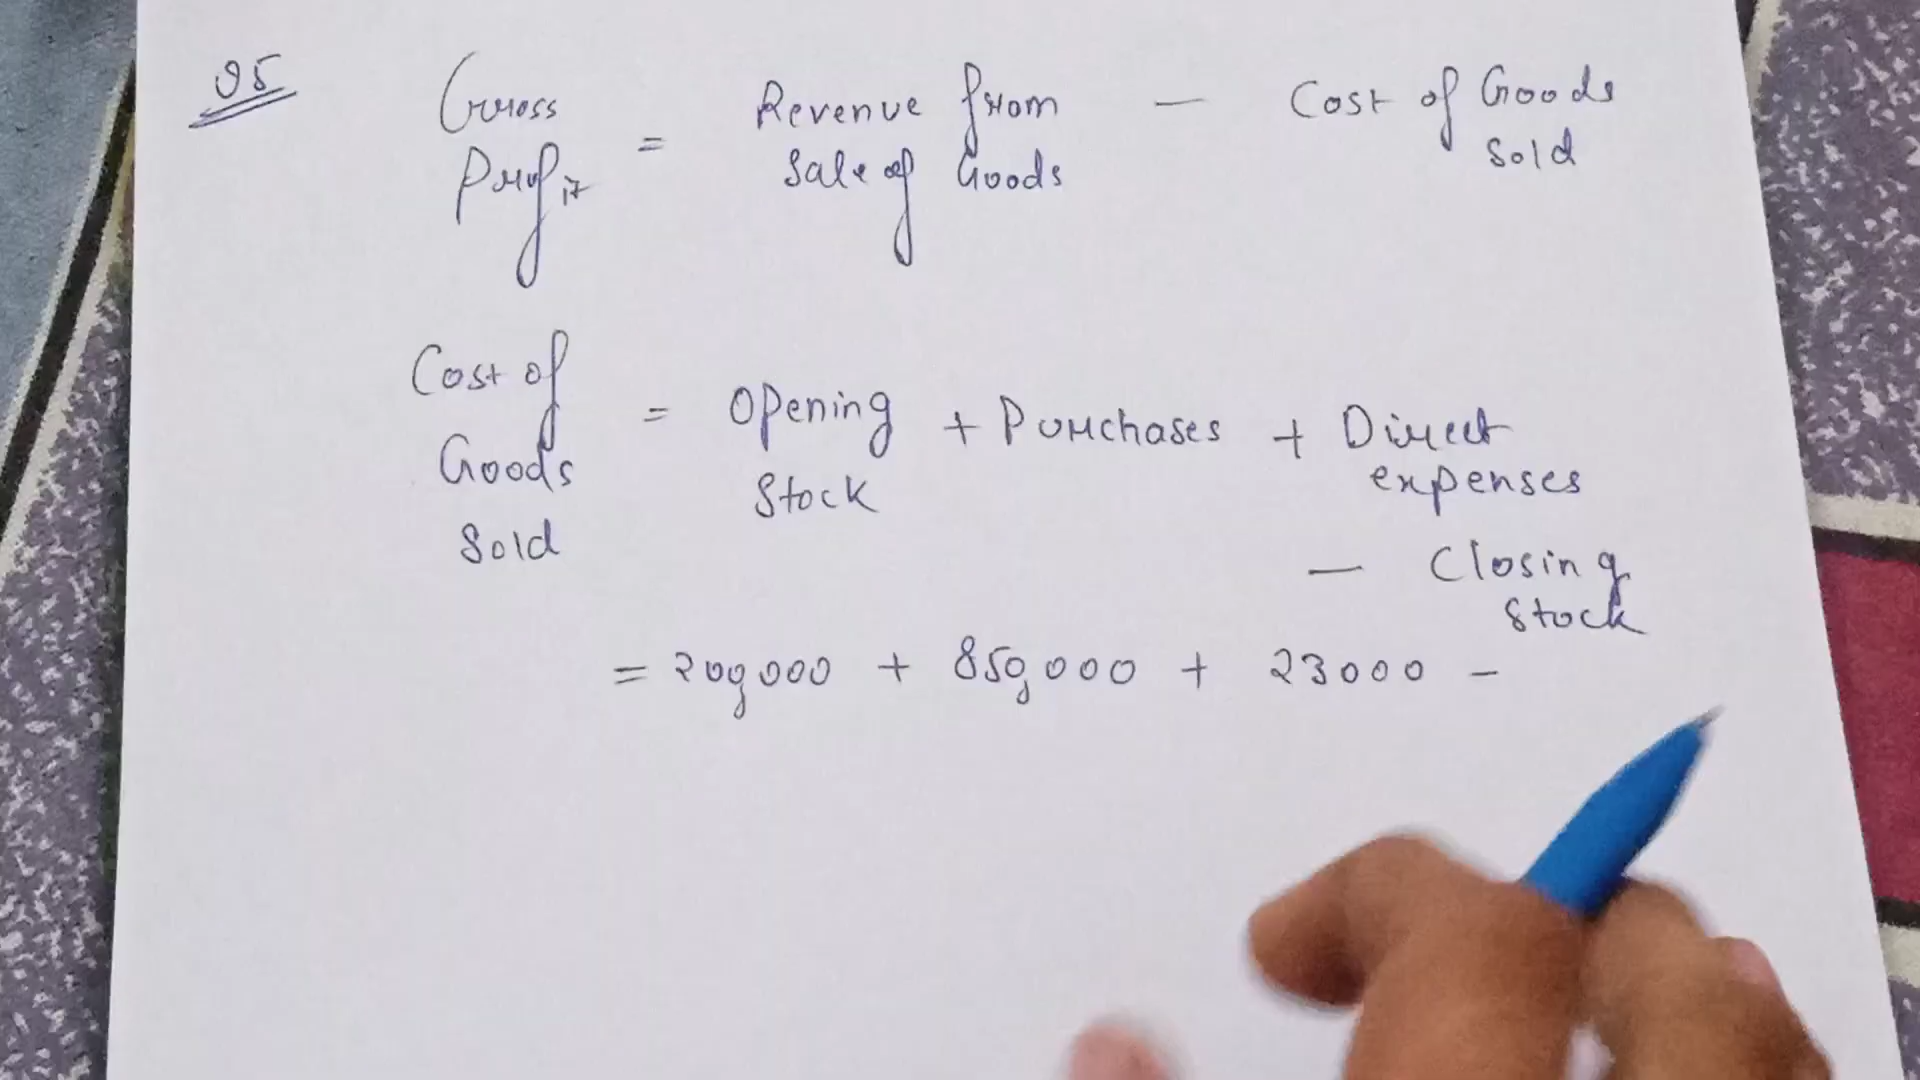 Q5
Gross Profit = Revenue from Sale of Goods — Cost of Goods Sold
Cost of Goods Sold = Opening Stock + Purchases + Direct expenses
— Closing Stock
= 200,000 + 850,000 + 23000 —